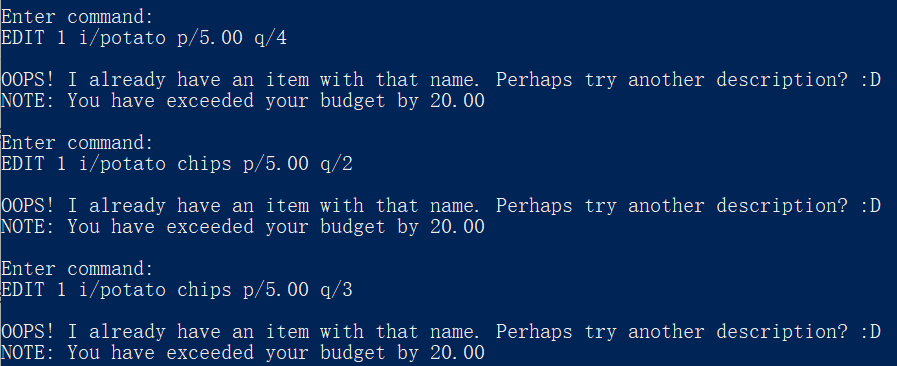 Enter command:
EDIT 1 i/potato p/5.00 q/4
OOPS! I already have an item with that name. Perhaps try another description? :D
NOTE: You have exceeded your budget by 20.00
Enter command:
EDIT 1 i/potato chips p/5.00 q/2
OOPS! I already have an item with that name. Perhaps try another description? :D
NOTE: You have exceeded your budget by 20.00
Enter command:
EDIT 1 i/potato chips p/5.00 q/3
OOPS! I already have an item with that name. Perhaps try another description? :D
NOTE: You have exceeded your budget by 20.00